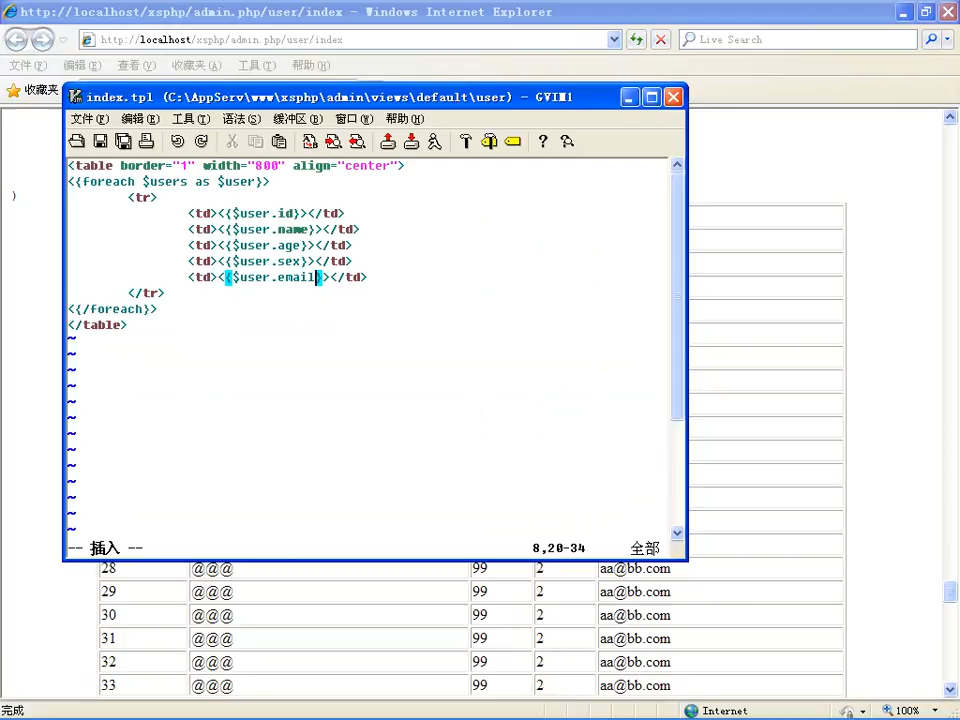 http://localhost/xsphp/admin.php/user/index - Windows Internet Explorer
http://localhost/xsphp/admin.php/user/index
Live Search
文件(F) 编辑(E) 查看(V) 收藏夹(A) 工具(T) 帮助(H)
收藏夹
index.tpl (C:\AppServ\www\xsphp\admin\views\default\user) - GVIM1
文件(F) 编辑(E) 工具(T) 语法(S) 缓冲区(B) 窗口(W) 帮助(H)
<table border="1" width="800" align="center">
<{foreach $users as $user}>
<tr>
<td><{$user.id}></td>
<td><{$user.name}></td>
<td><{$user.age}></td>
<td><{$user.sex}></td>
<td><{$user.email}></td>
</tr>
<{/foreach}>
</table>
~
~
~
~
~
~
~
~
~
~
~
~
~
-- 插入 -- 8,20-34 全部
)
28 @@@ 99 2 aa@bb.com
29 @@@ 99 2 aa@bb.com
30 @@@ 99 2 aa@bb.com
31 @@@ 99 2 aa@bb.com
32 @@@ 99 2 aa@bb.com
33 @@@ 99 2 aa@bb.com
完成 Internet 100%